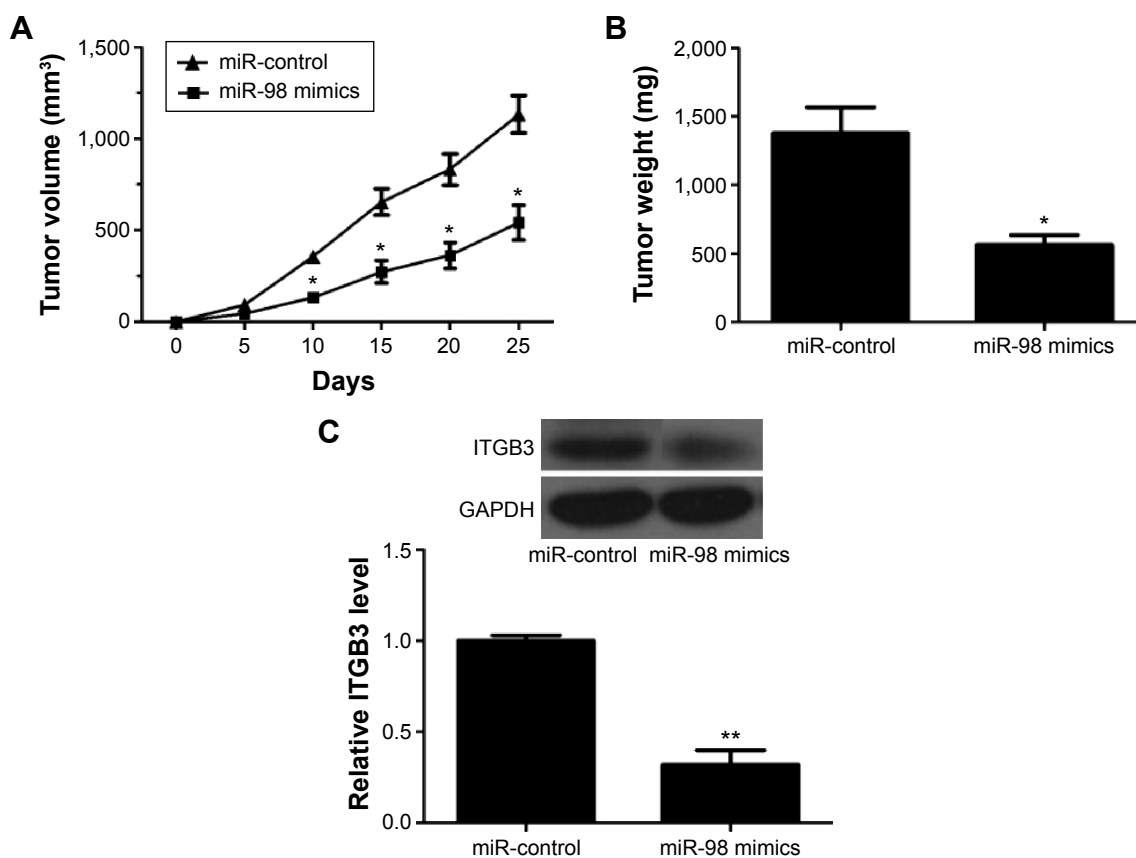 A
Tumor volume (mm³)
1,500
1,000
500
0
miR-control
miR-98 mimics
0 5 10 15 20 25
*
*
*
*
Days
B
Tumor weight (mg)
2,000
1,500
1,000
500
0
*
miR-control miR-98 mimics
C
ITGB3
GAPDH
miR-control miR-98 mimics
Relative ITGB3 level
1.5
1.0
0.5
0.0
**
miR-control miR-98 mimics